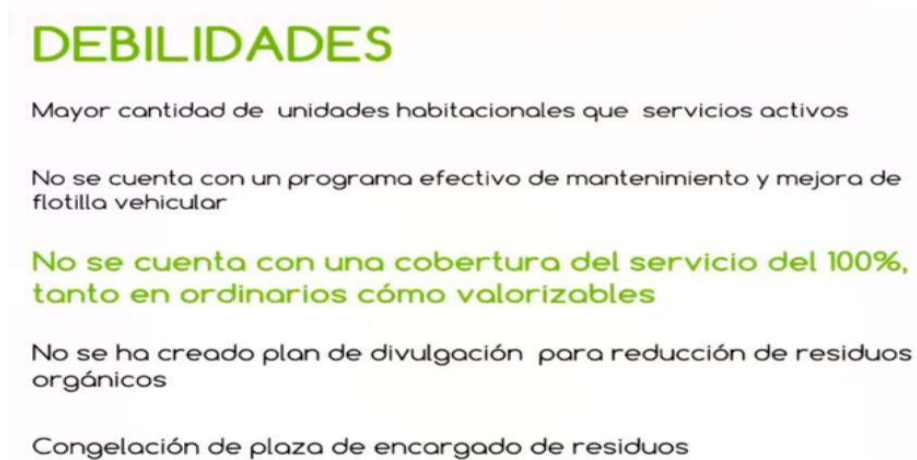 DEBILIDADES
Mayor cantidad de unidades habitacionales que servicios activos
No se cuenta con un programa efectivo de mantenimiento y mejora de
flotilla vehicular
No se cuenta con una cobertura del servicio del 100%,
tanto en ordinarios cómo valorizables
No se ha creado plan de divulgación para reducción de residuos
orgánicos
Congelación de plaza de encargado de residuos